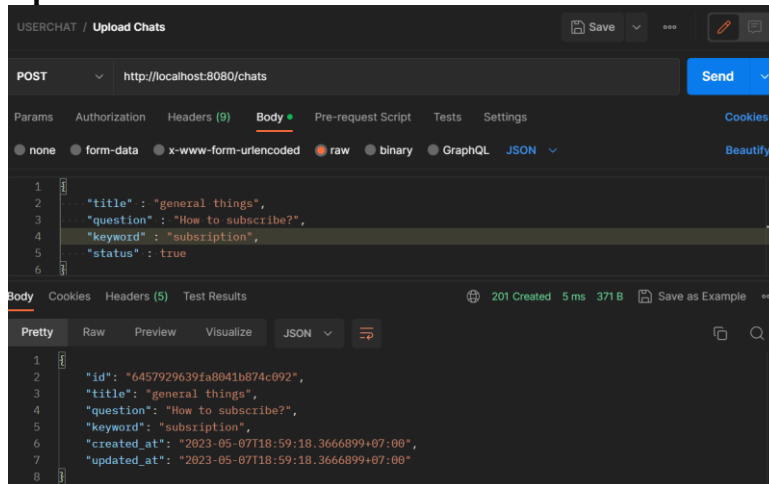 USERCHAT / Upload Chats
Save
POST http://localhost:8080/chats Send
Params Authorization Headers (9) Body Pre-request Script Tests Settings Cookies
none form-data x-www-form-urlencoded raw binary GraphQL JSON Beautify
1 {
2 "title" : "general things",
3 "question" : "How to subscribe?",
4 "keyword" : "subsription",
5 "status" : true
6 }
Body Cookies Headers (5) Test Results 201 Created 5 ms 371 B Save as Example
Pretty Raw Preview Visualize JSON
1 {
2 "id": "6457929639fa8041b874c092",
3 "title": "general things",
4 "question": "How to subscribe?",
5 "keyword": "subsription",
6 "created_at": "2023-05-07T18:59:18.3666899+07:00",
7 "updated_at": "2023-05-07T18:59:18.3666899+07:00"
8 }